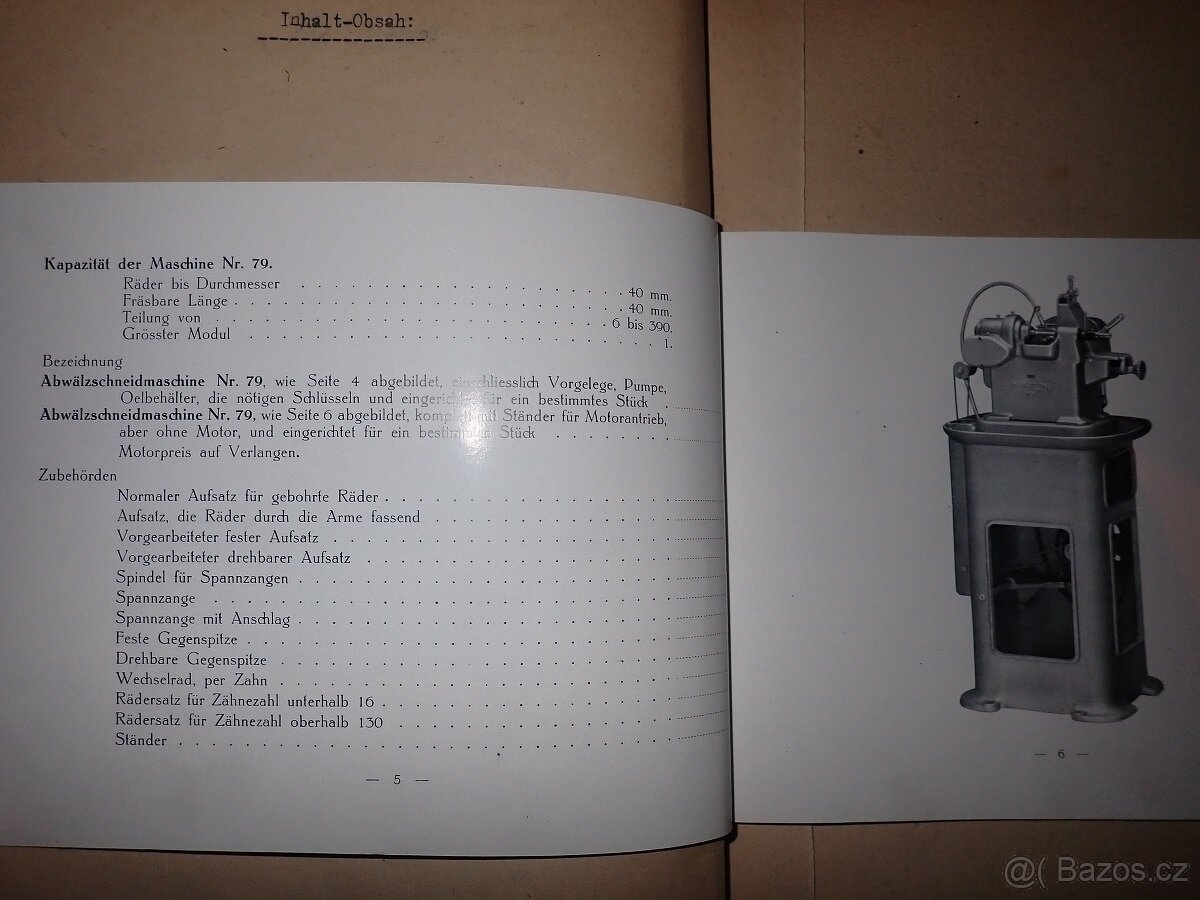 Inhalt-Obsah:
Kapazität der Maschine Nr. 79.
Räder bis Durchmesser . . . . . . . . . . . . . . . . . . . 40 mm.
Fräsbare Länge . . . . . . . . . . . . . . . . . . . . . . . 40 mm.
Teilung von . . . . . . . . . . . . . . . . . . . . . . . 6 bis 390.
Grösster Modul . . . . . . . . . . . . . . . . . . . . . . . 1.
Bezeichnung
Abwälzschneidmaschine Nr. 79, wie Seite 4 abgebildet, einschliesslich Vorgelege, Pumpe,
Oelbehälter, die nötigen Schlüsseln und eingerichtet für ein bestimmtes Stück .
Abwälzschneidmaschine Nr. 79, wie Seite 6 abgebildet, komplett mit Ständer für Motorantrieb,
aber ohne Motor, und eingerichtet für ein bestimmtes Stück . . . . . . .
Motorpreis auf Verlangen.
Zubehörden
Normaler Aufsatz für gebohrte Räder . . . . . . . . . . . . . . .
Aufsatz, die Räder durch die Arme fassend . . . . . . . . . . . .
Vorgearbeiteter fester Aufsatz . . . . . . . . . . . . . . . . .
Vorgearbeiteter drehbarer Aufsatz . . . . . . . . . . . . . . .
Spindel für Spannzangen . . . . . . . . . . . . . . . . . . .
Spannzange . . . . . . . . . . . . . . . . . . . . . . . .
Spannzange mit Anschlag . . . . . . . . . . . . . . . . . . .
Feste Gegenspitze . . . . . . . . . . . . . . . . . . . . . .
Drehbare Gegenspitze . . . . . . . . . . . . . . . . . . . .
Wechselrad, per Zahn . . . . . . . . . . . . . . . . . . . .
Rädersatz für Zähnezahl unterhalb 16 . . . . . . . . . . . . . .
Rädersatz für Zähnezahl oberhalb 130 . . . . . . . . . . . . . .
Ständer . . . . . . . . . . . . . . . . . . . . . . . . . .
— 5 —
— 6 —
@( Bazos.cz